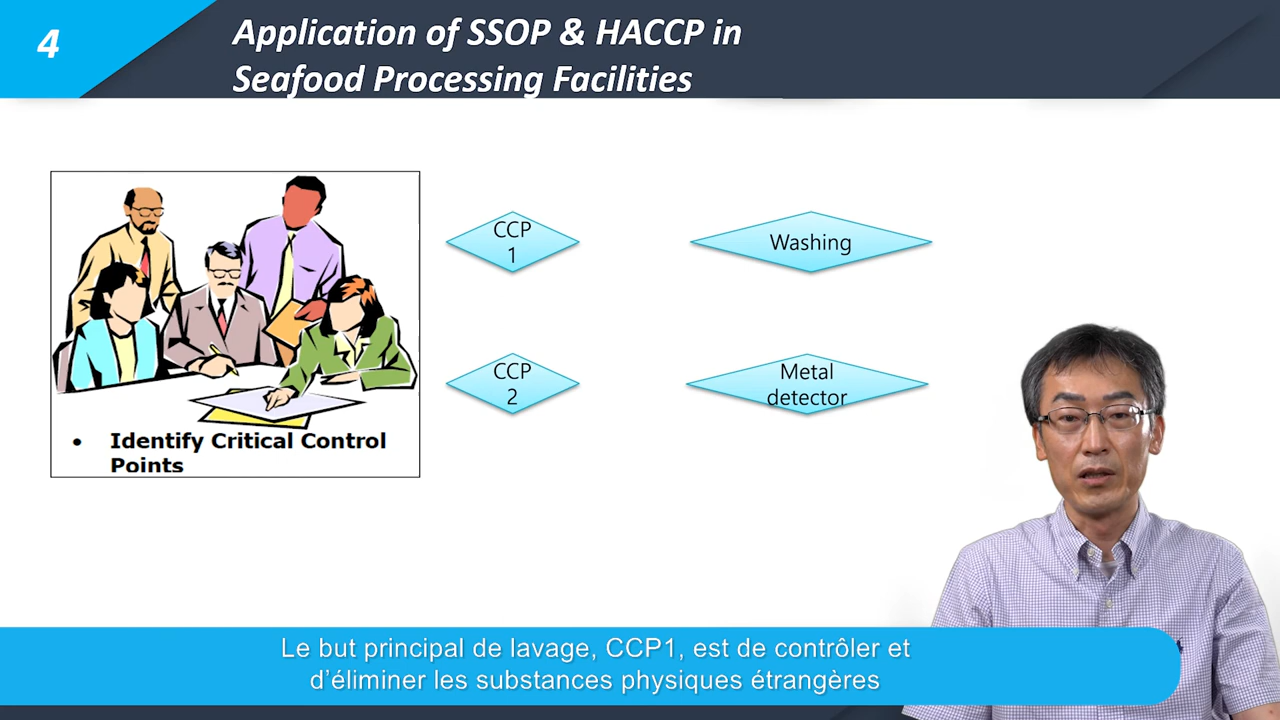 4
Application of SSOP & HACCP in
Seafood Processing Facilities
CCP
1
Washing
CCP
2
Metal
detector
• Identify Critical Control
Points
Le but principal de lavage, CCP1, est de contrôler et
d’éliminer les substances physiques étrangères